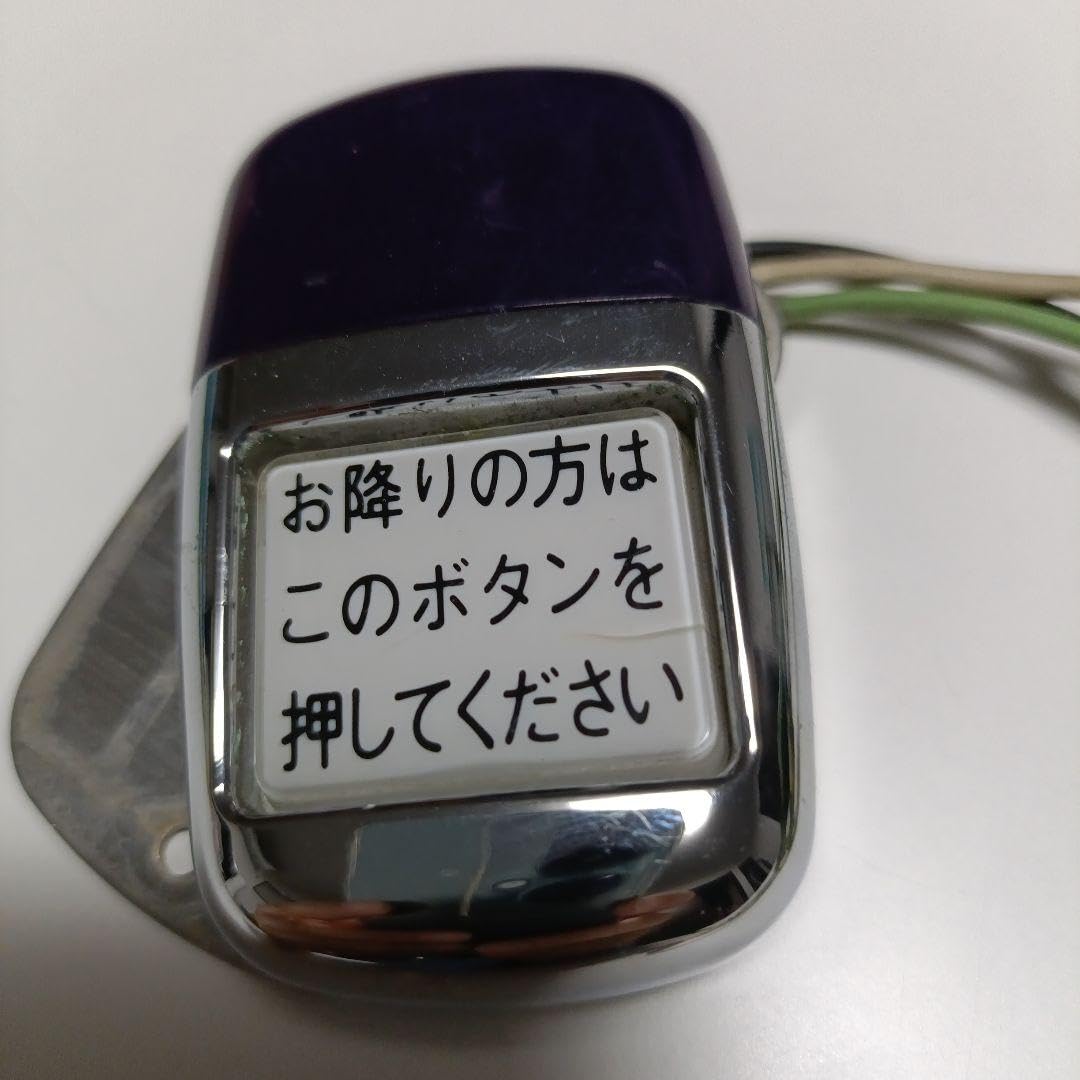 お降りの方は
このボタンを
押してください